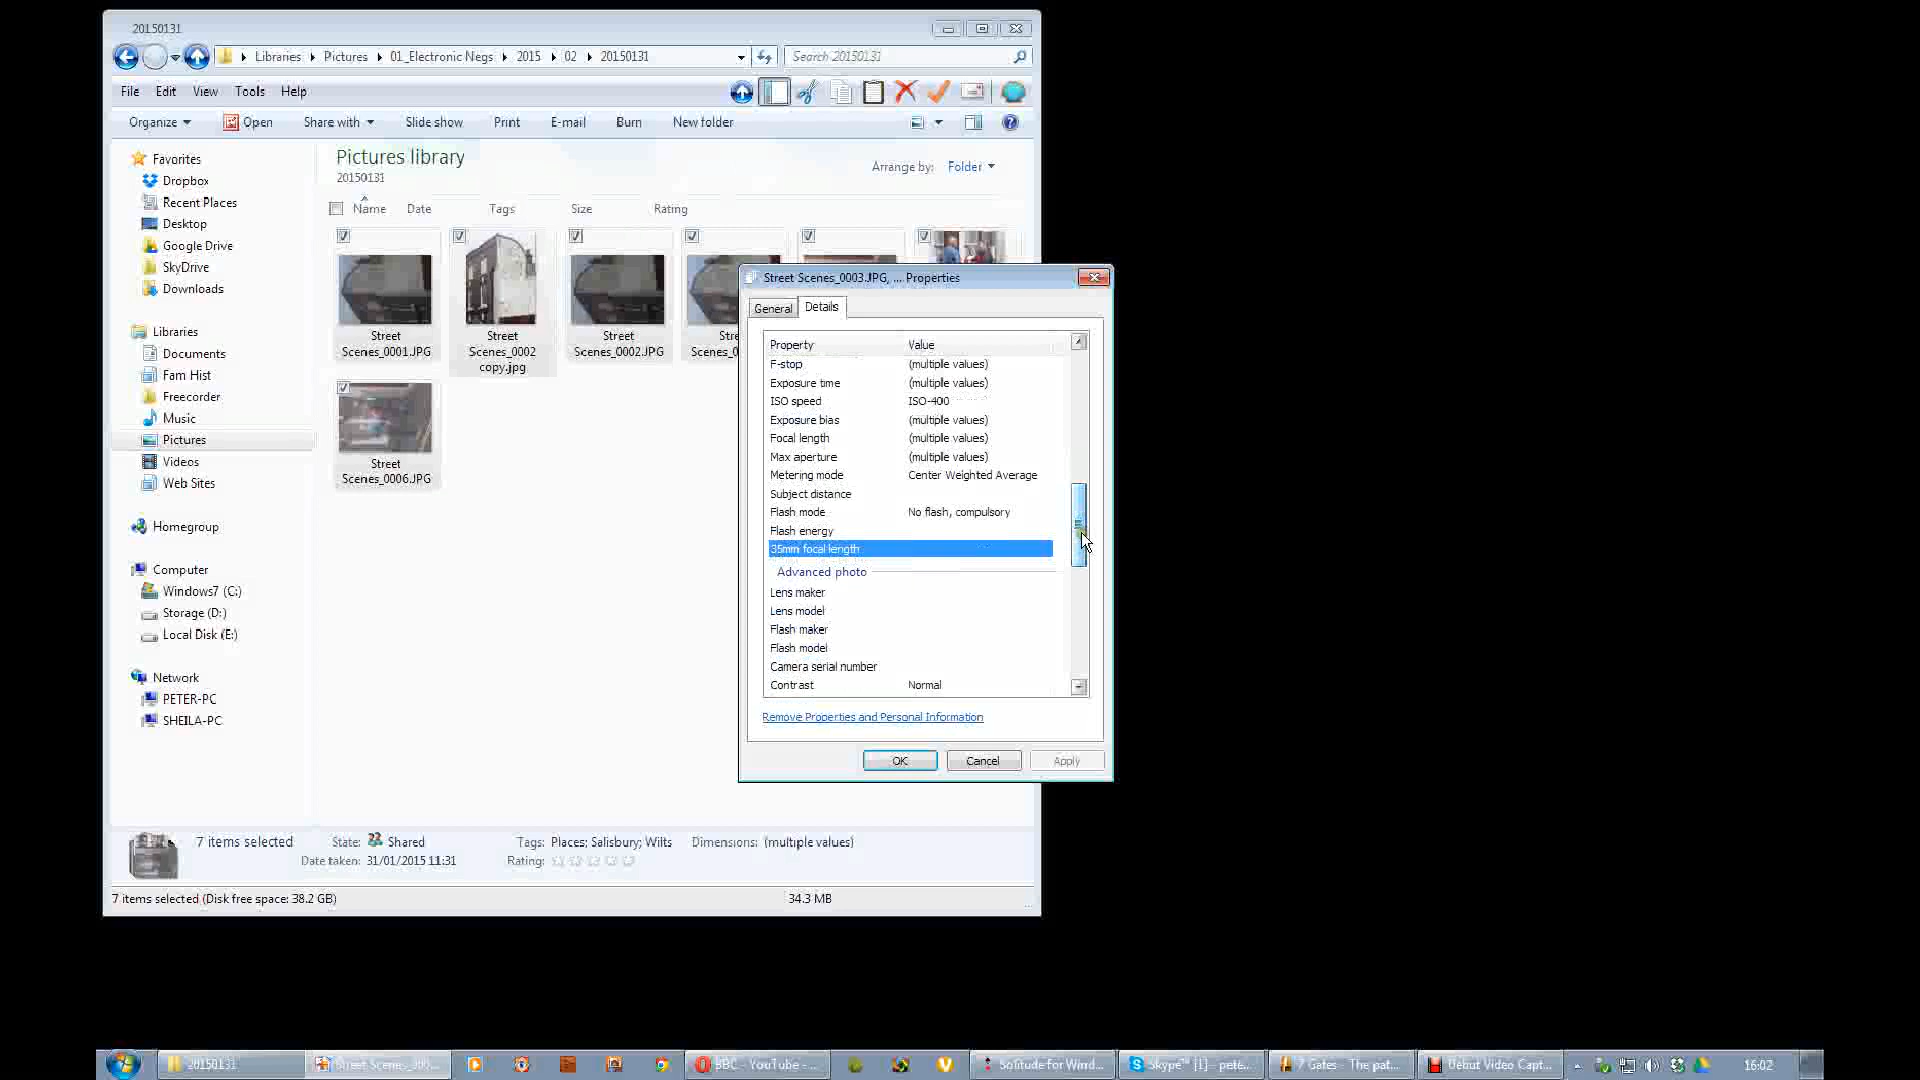 20150131
Libraries Pictures 01_Electronic Negs 2015 02 20150131
Search 20150131
File Edit View Tools Help
Organize Open Share with Slide show Print E-mail Burn New folder
Favorites
Dropbox
Recent Places
Desktop
Google Drive
SkyDrive
Downloads
Libraries
Documents
Fam Hist
Freecorder
Music
Pictures
Videos
Web Sites
Homegroup
Computer
Windows7 (C:)
Storage (D:)
Local Disk (E:)
Network
PETER-PC
SHEILA-PC
Pictures library
20150131
Arrange by: Folder
Name Date Tags Size Rating
Street
Scenes_0001.JPG
Street
Scenes_0002
copy.jpg
Street
Scenes_0002.JPG
Street
Scenes_0006.JPG
Street Scenes_0003.JPG, ... Properties
General Details
Property Value
F-stop (multiple values)
Exposure time (multiple values)
ISO speed ISO-400
Exposure bias (multiple values)
Focal length (multiple values)
Max aperture (multiple values)
Metering mode Center Weighted Average
Subject distance
Flash mode No flash, compulsory
Flash energy
35mm focal length
Advanced photo
Lens maker
Lens model
Flash maker
Flash model
Camera serial number
Contrast Normal
Remove Properties and Personal Information
OK Cancel Apply
7 items selected State: Shared Tags: Places; Salisbury; Wilts Dimensions: (multiple values)
Date taken: 31/01/2015 11:31 Rating:
7 items selected (Disk free space: 38.2 GB) 34.3 MB
20150131 Street Scenes_000... BBC - YouTube - ... Solitude for Wind... Skype™ [1] - pete... 7 Gates - The pat... Debut Video Capt... 16:02